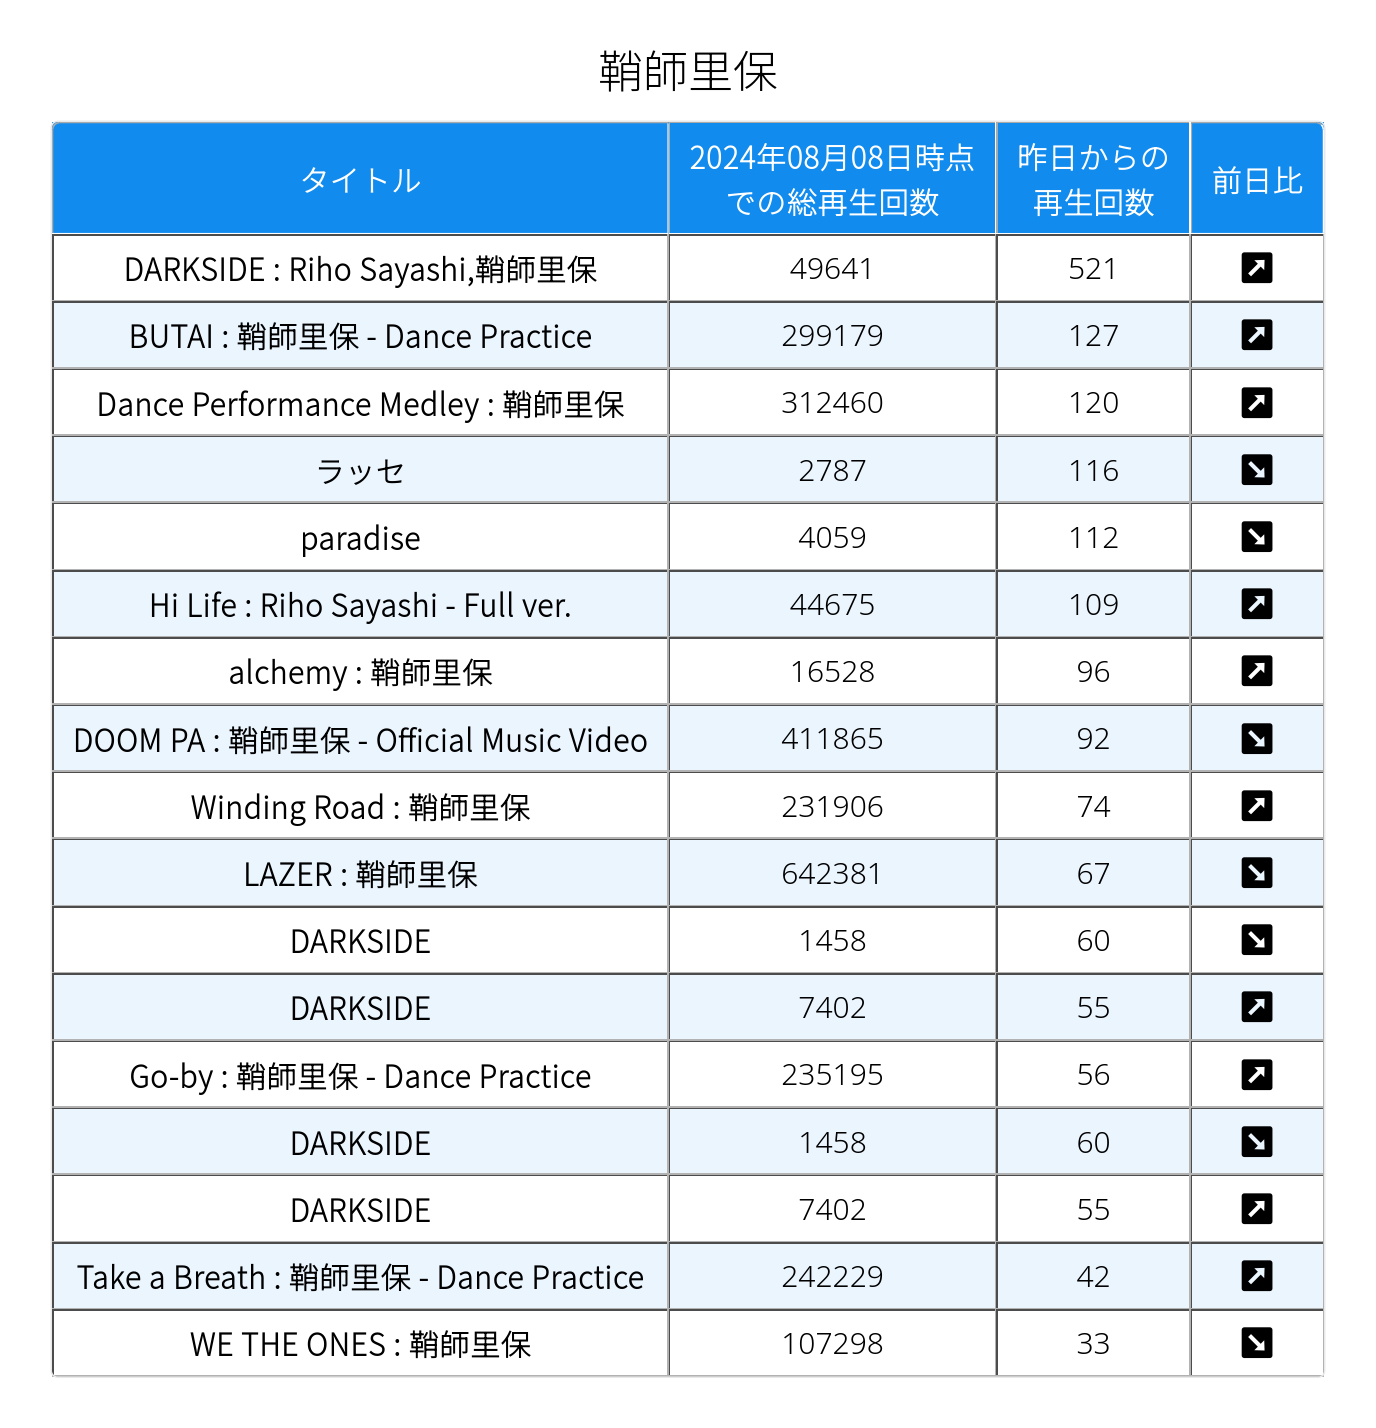 鞘師里保
タイトル 2024年08月08日時点での総再生回数 昨日からの再生回数 前日比
DARKSIDE : Riho Sayashi,鞘師里保 49641 521 ↗
BUTAI : 鞘師里保 - Dance Practice 299179 127 ↗
Dance Performance Medley : 鞘師里保 312460 120 ↗
ラッセ 2787 116 ↘
paradise 4059 112 ↘
Hi Life : Riho Sayashi - Full ver. 44675 109 ↗
alchemy : 鞘師里保 16528 96 ↗
DOOM PA : 鞘師里保 - Official Music Video 411865 92 ↘
Winding Road : 鞘師里保 231906 74 ↗
LAZER : 鞘師里保 642381 67 ↘
DARKSIDE 1458 60 ↘
DARKSIDE 7402 55 ↗
Go-by : 鞘師里保 - Dance Practice 235195 56 ↗
DARKSIDE 1458 60 ↘
DARKSIDE 7402 55 ↗
Take a Breath : 鞘師里保 - Dance Practice 242229 42 ↗
WE THE ONES : 鞘師里保 107298 33 ↘